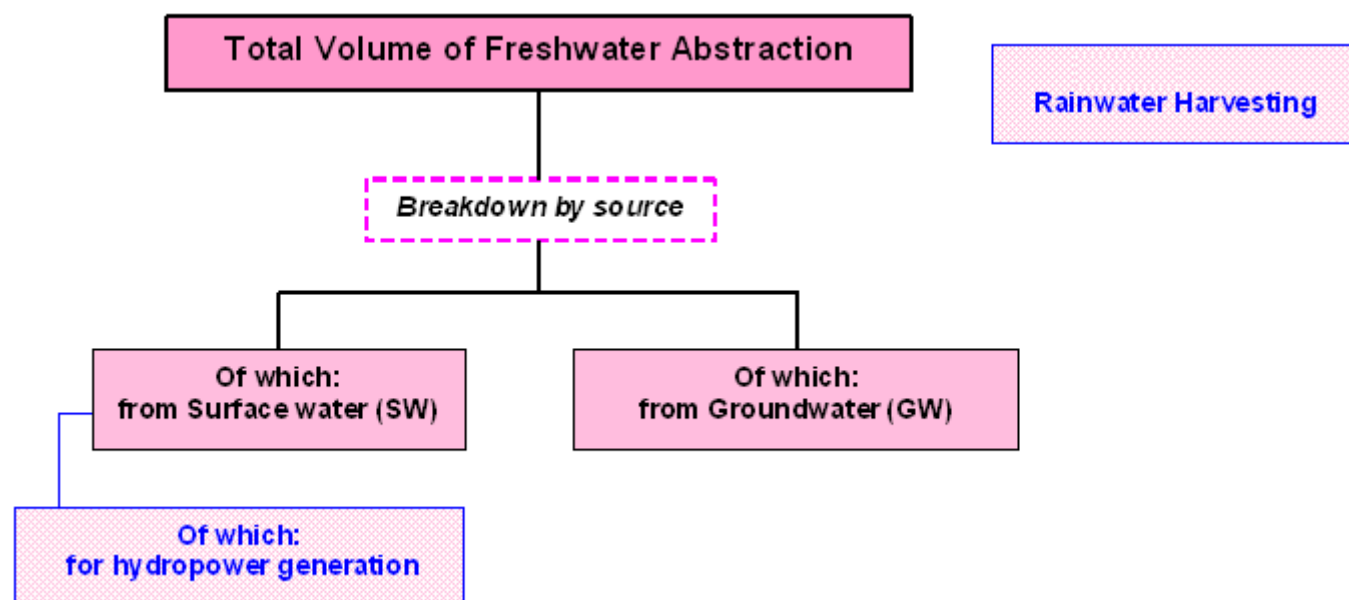 Total Volume of Freshwater Abstraction
Rainwater Harvesting
Breakdown by source
Of which:
from Surface water (SW)
Of which:
from Groundwater (GW)
Of which:
for hydropower generation